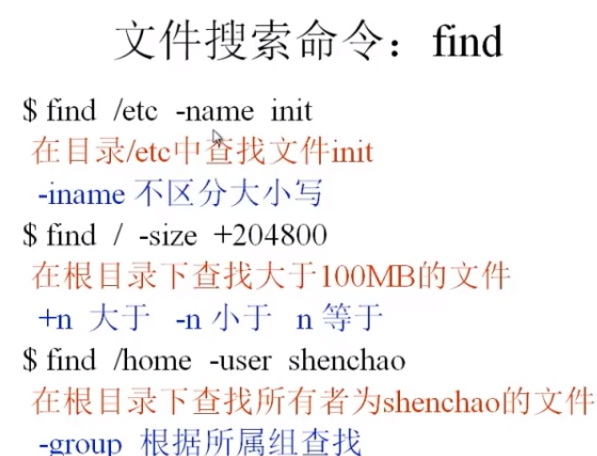 文件搜索命令：find
$ find /etc -name init
在目录/etc中查找文件init
-iname 不区分大小写
$ find / -size +204800
在根目录下查找大于100MB的文件
+n 大于 -n 小于 n 等于
$ find /home -user shenchao
在根目录下查找所有者为shenchao的文件
-group 根据所属组查找